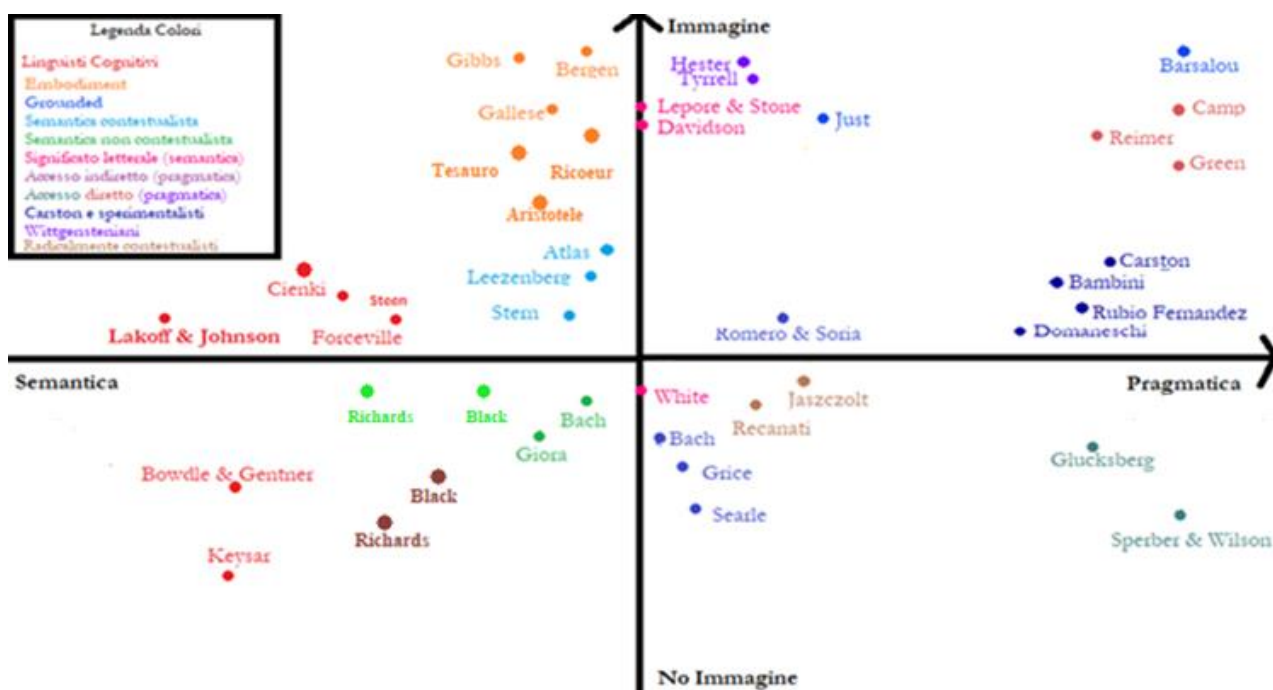 Legenda Colori
Linguisti Cognitivi
Embodiment
Grounded
Semantica contestualista
Semantica non contestualista
Significato letterale (semantica)
Accesso indiretto (pragmatica)
Accesso diretto (pragmatica)
Carston e sperimentalisti
Wittgensteniani
Radicalmente contestualisti
Immagine
Gibbs
Bergen
Hester
Tyrrell
Barsalou
Gallese
Lepore & Stone
Davidson
Just
Camp
Reimer
Green
Tesauro
Ricoeur
Aristotele
Atlas
Leezenberg
Stern
Cienki
Steen
Lakoff & Johnson
Forceville
Romero & Soria
Carston
Bambini
Rubio Fernandez
Domaneschi
Semantica
Pragmatica
Richards
Black
Bach
Giora
White
Jaszczolt
Recanati
Bach
Grice
Searle
Glucksberg
Sperber & Wilson
Bowdle & Gentner
Black
Richards
Keysar
No Immagine